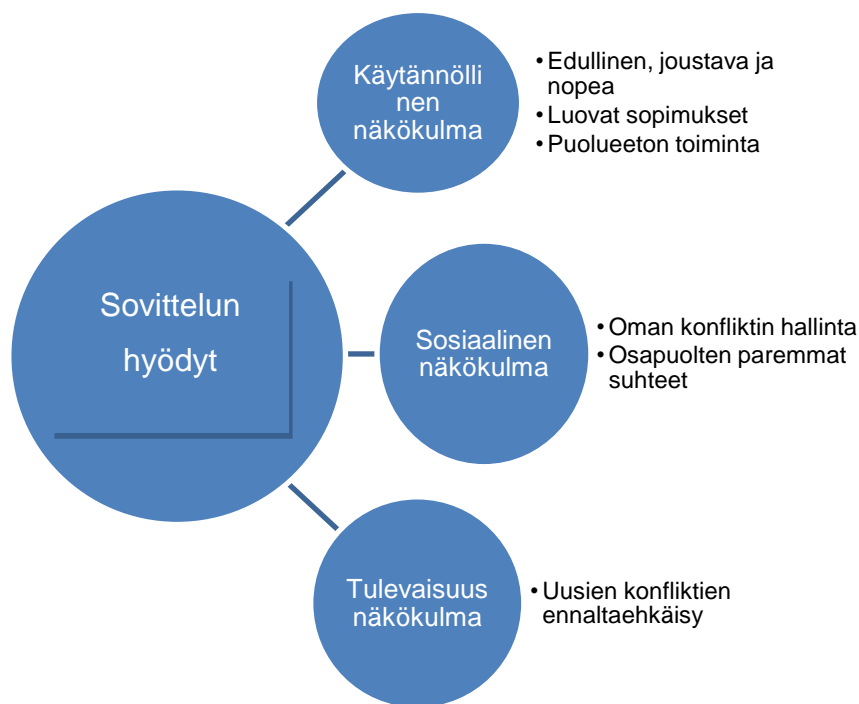 Käytännölli
nen
näkökulma
• Edullinen, joustava ja
nopea
• Luovat sopimukset
• Puolueeton toiminta
Sovittelun
hyödyt
Sosiaalinen
näkökulma
• Oman konfliktin hallinta
• Osapuolten paremmat
suhteet
Tulevaisuus
näkökulma
• Uusien konfliktien
ennaltaehkäisy